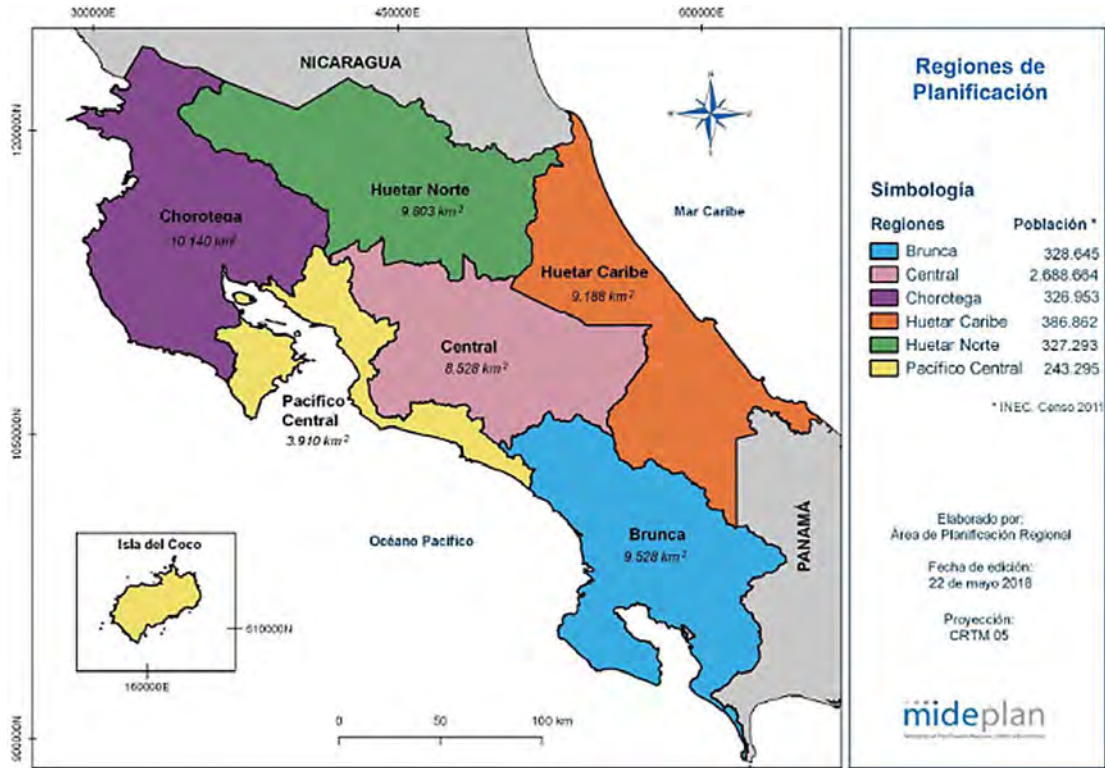 300000E
450000E
600000E
1200000N
1050000N
900000N
NICARAGUA
Huetar Norte
9.803 km²
Chorotega
10.140 km²
Mar Caribe
Huetar Caribe
9.188 km²
Central
8.528 km²
Pacífico
Central
3.910 km²
Brunca
9.528 km²
PANAMÁ
Océano Pacífico
Isla del Coco
610000N
160000E
0 50 100 km
Regiones de
Planificación
Simbología
Regiones Población *
Brunca 328.645
Central 2.688.664
Chorotega 326.953
Huetar Caribe 386.862
Huetar Norte 327.293
Pacífico Central 243.295
* INEC. Censo 2011
Elaborado por:
Área de Planificación Regional
Fecha de edición:
22 de mayo 2018
Proyección:
CRTM 05
mideplan